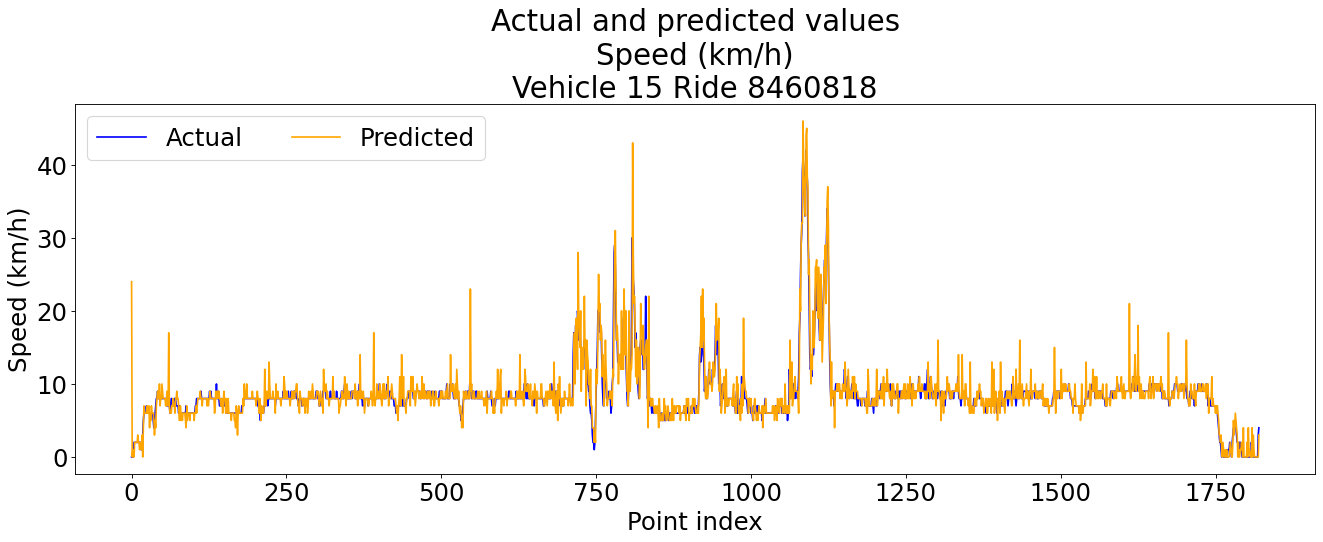 Actual and predicted values
Speed (km/h)
Vehicle 15 Ride 8460818
Actual
Predicted
Speed (km/h)
40
30
20
10
0
0
250
500
750
1000
1250
1500
1750
Point index